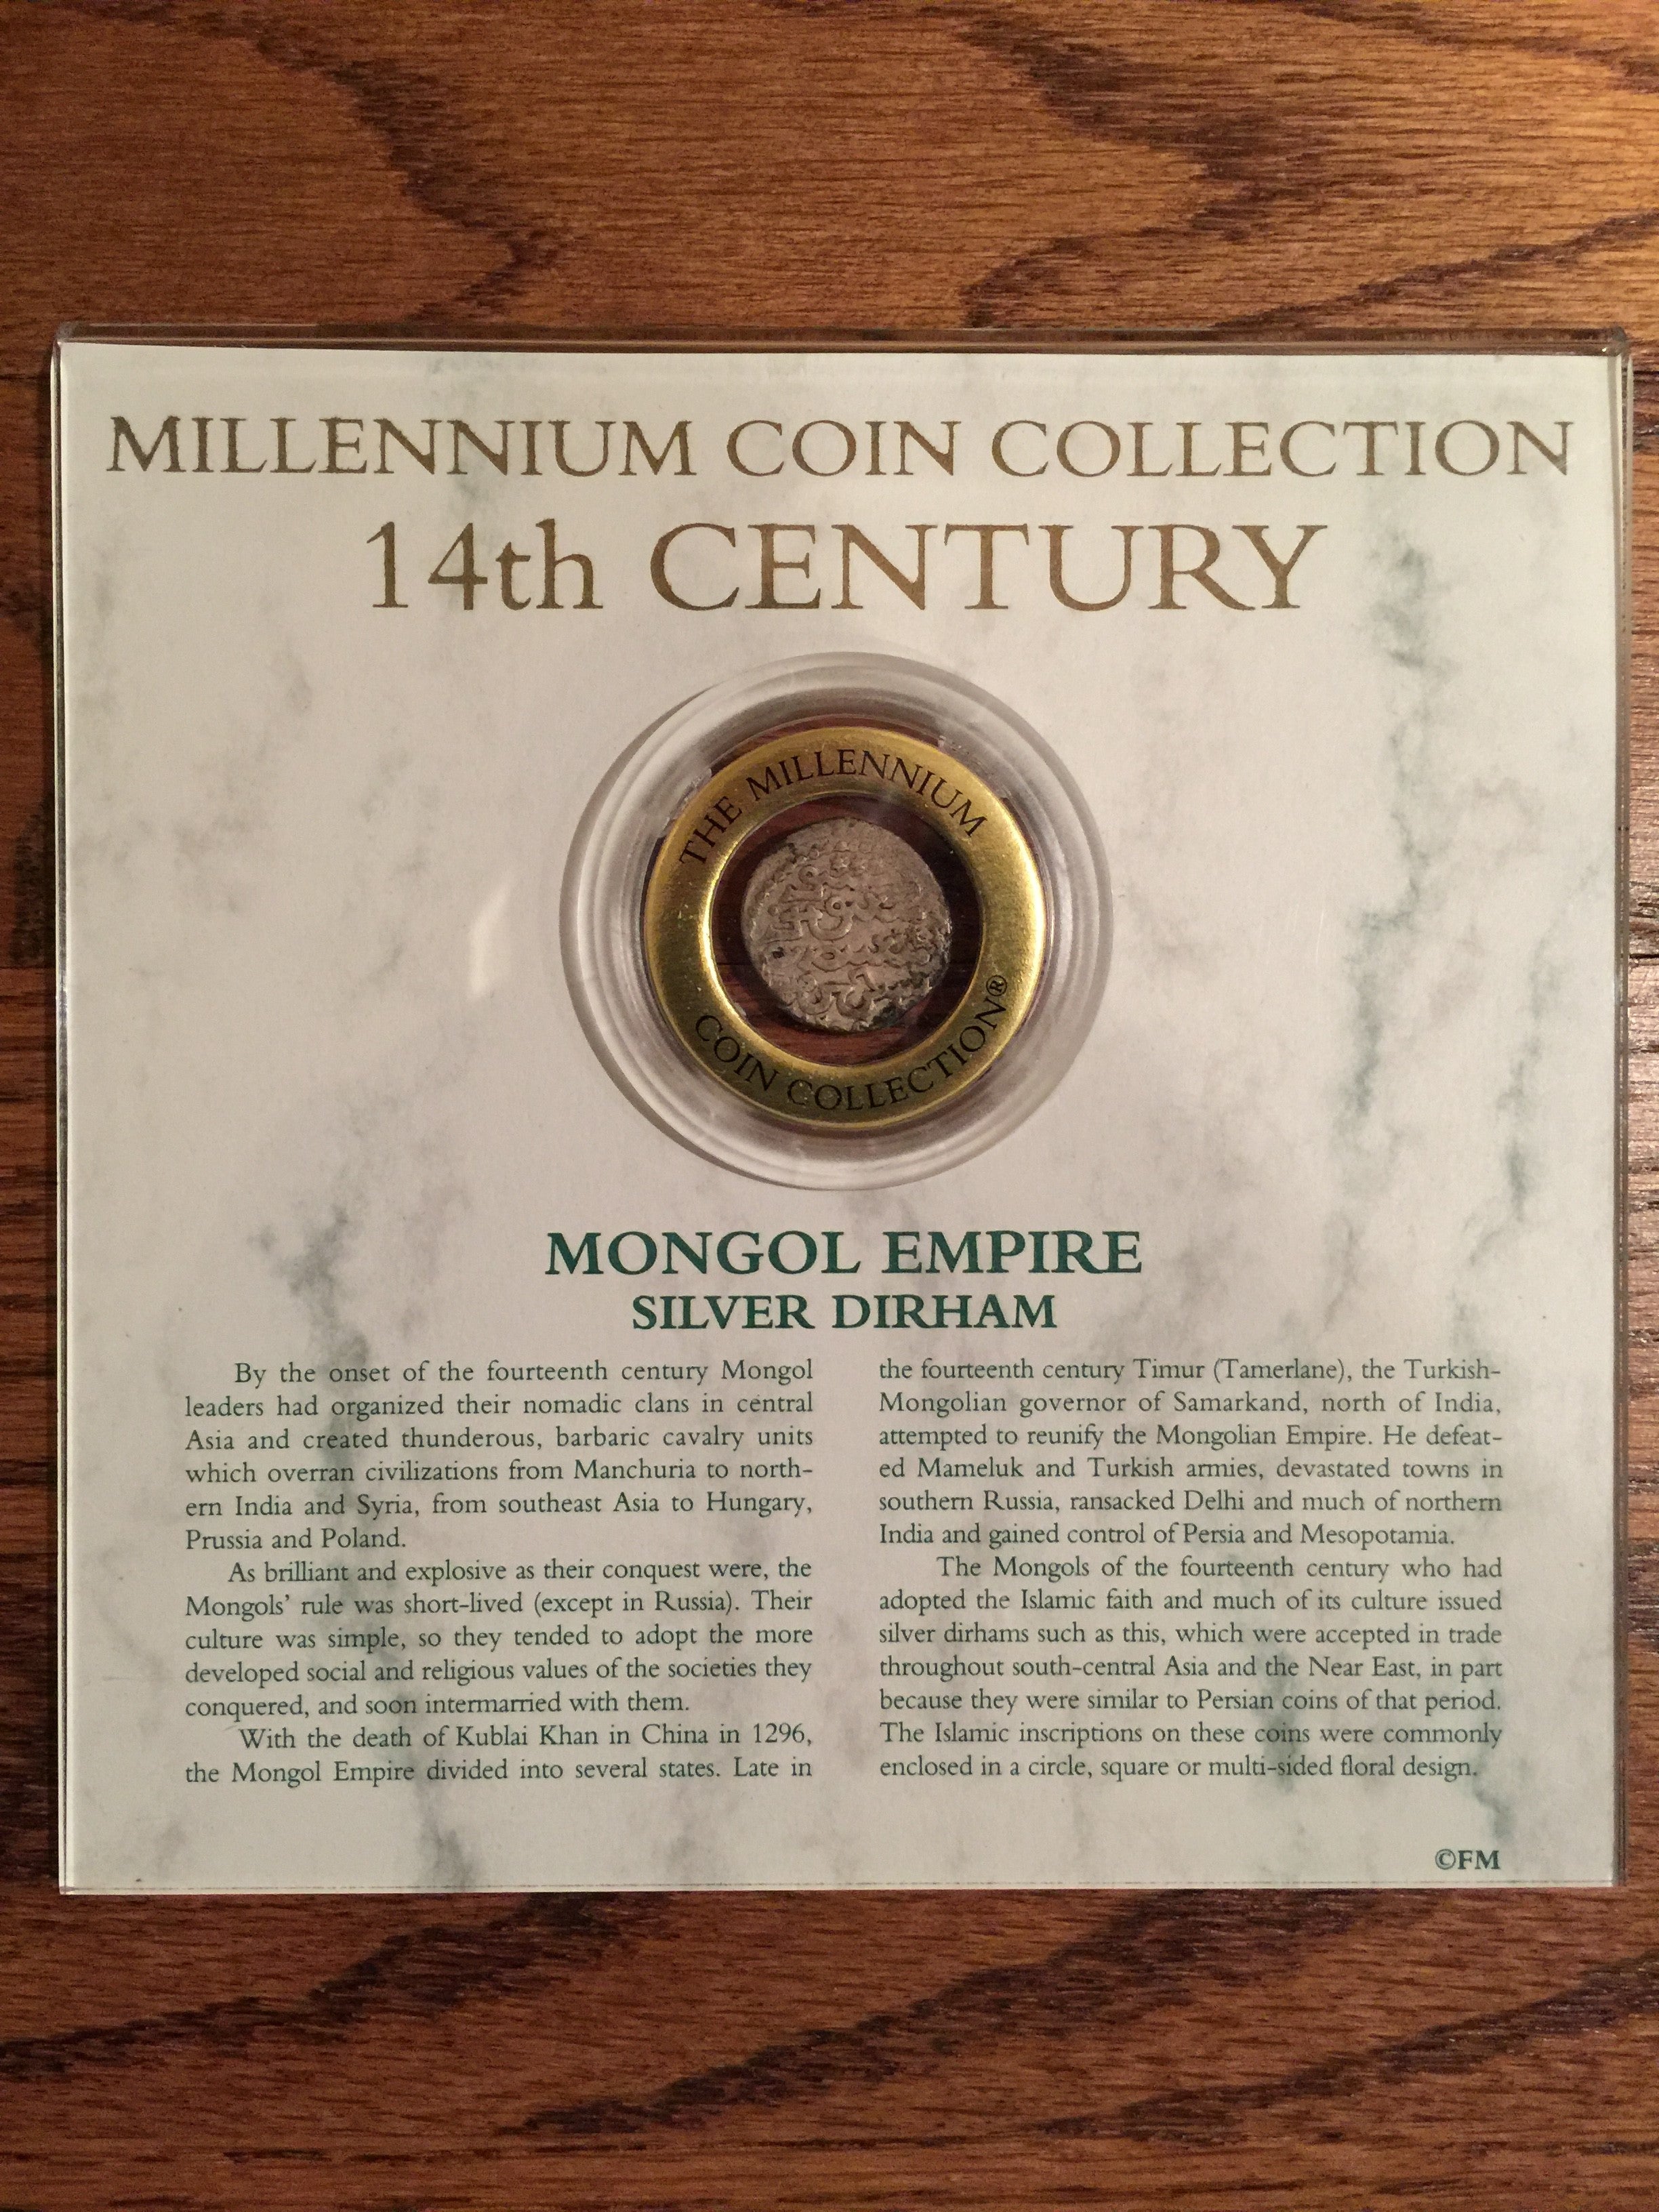 MILLENNIUM COIN COLLECTION
14th CENTURY
THE MILLENNIUM
COIN COLLECTION®
MONGOL EMPIRE
SILVER DIRHAM
By the onset of the fourteenth century Mongol
leaders had organized their nomadic clans in central
Asia and created thunderous, barbaric cavalry units
which overran civilizations from Manchuria to north-
ern India and Syria, from southeast Asia to Hungary,
Prussia and Poland.
As brilliant and explosive as their conquest were, the
Mongols' rule was short-lived (except in Russia). Their
culture was simple, so they tended to adopt the more
developed social and religious values of the societies they
conquered, and soon intermarried with them.
With the death of Kublai Khan in China in 1296,
the Mongol Empire divided into several states. Late in
the fourteenth century Timur (Tamerlane), the Turkish-
Mongolian governor of Samarkand, north of India,
attempted to reunify the Mongolian Empire. He defeat-
ed Mameluk and Turkish armies, devastated towns in
southern Russia, ransacked Delhi and much of northern
India and gained control of Persia and Mesopotamia.
The Mongols of the fourteenth century who had
adopted the Islamic faith and much of its culture issued
silver dirhams such as this, which were accepted in trade
throughout south-central Asia and the Near East, in part
because they were similar to Persian coins of that period.
The Islamic inscriptions on these coins were commonly
enclosed in a circle, square or multi-sided floral design.
©FM